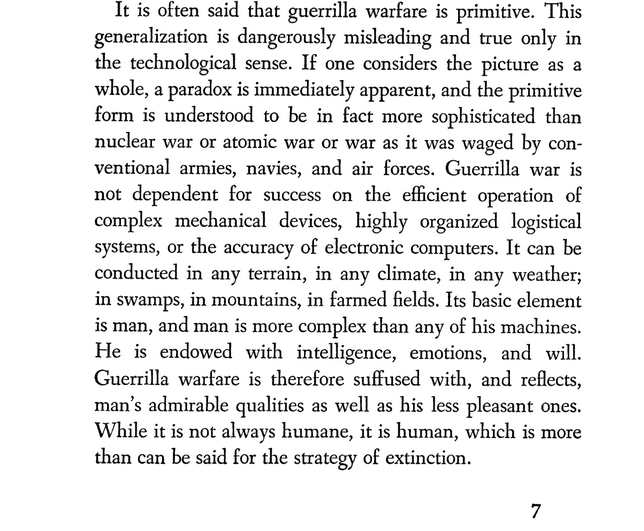 It is often said that guerrilla warfare is primitive. This
generalization is dangerously misleading and true only in
the technological sense. If one considers the picture as a
whole, a paradox is immediately apparent, and the primitive
form is understood to be in fact more sophisticated than
nuclear war or atomic war or war as it was waged by con-
ventional armies, navies, and air forces. Guerrilla war is
not dependent for success on the efficient operation of
complex mechanical devices, highly organized logistical
systems, or the accuracy of electronic computers. It can be
conducted in any terrain, in any climate, in any weather;
in swamps, in mountains, in farmed fields. Its basic element
is man, and man is more complex than any of his machines.
He is endowed with intelligence, emotions, and will.
Guerrilla warfare is therefore suffused with, and reflects,
man's admirable qualities as well as his less pleasant ones.
While it is not always humane, it is human, which is more
than can be said for the strategy of extinction.
7